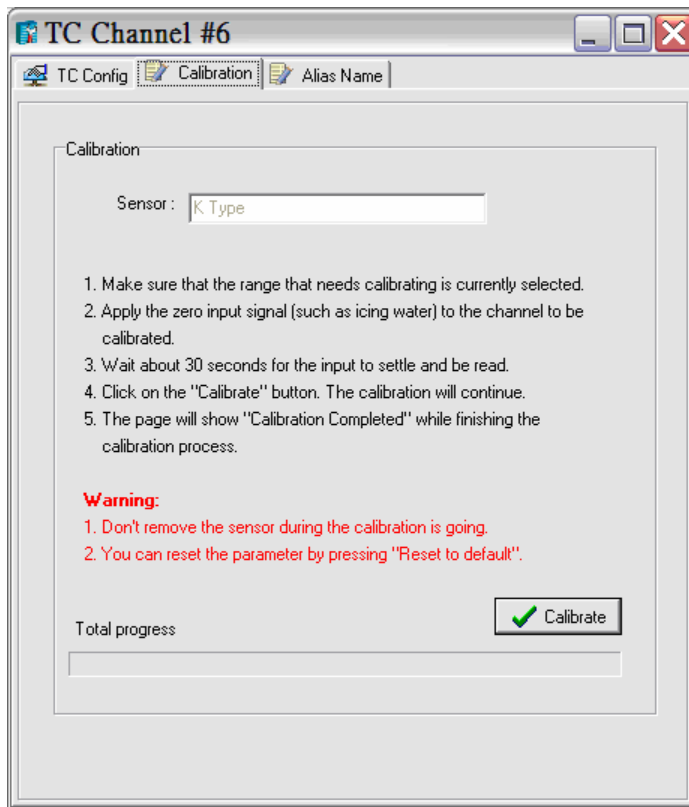 TC Channel #6
TC Config
Calibration
Alias Name
Calibration
Sensor :
K Type
1. Make sure that the range that needs calibrating is currently selected.
2. Apply the zero input signal (such as icing water) to the channel to be
calibrated.
3. Wait about 30 seconds for the input to settle and be read.
4. Click on the "Calibrate" button. The calibration will continue.
5. The page will show "Calibration Completed" while finishing the
calibration process.
Warning:
1. Don't remove the sensor during the calibration is going.
2. You can reset the parameter by pressing "Reset to default".
Calibrate
Total progress